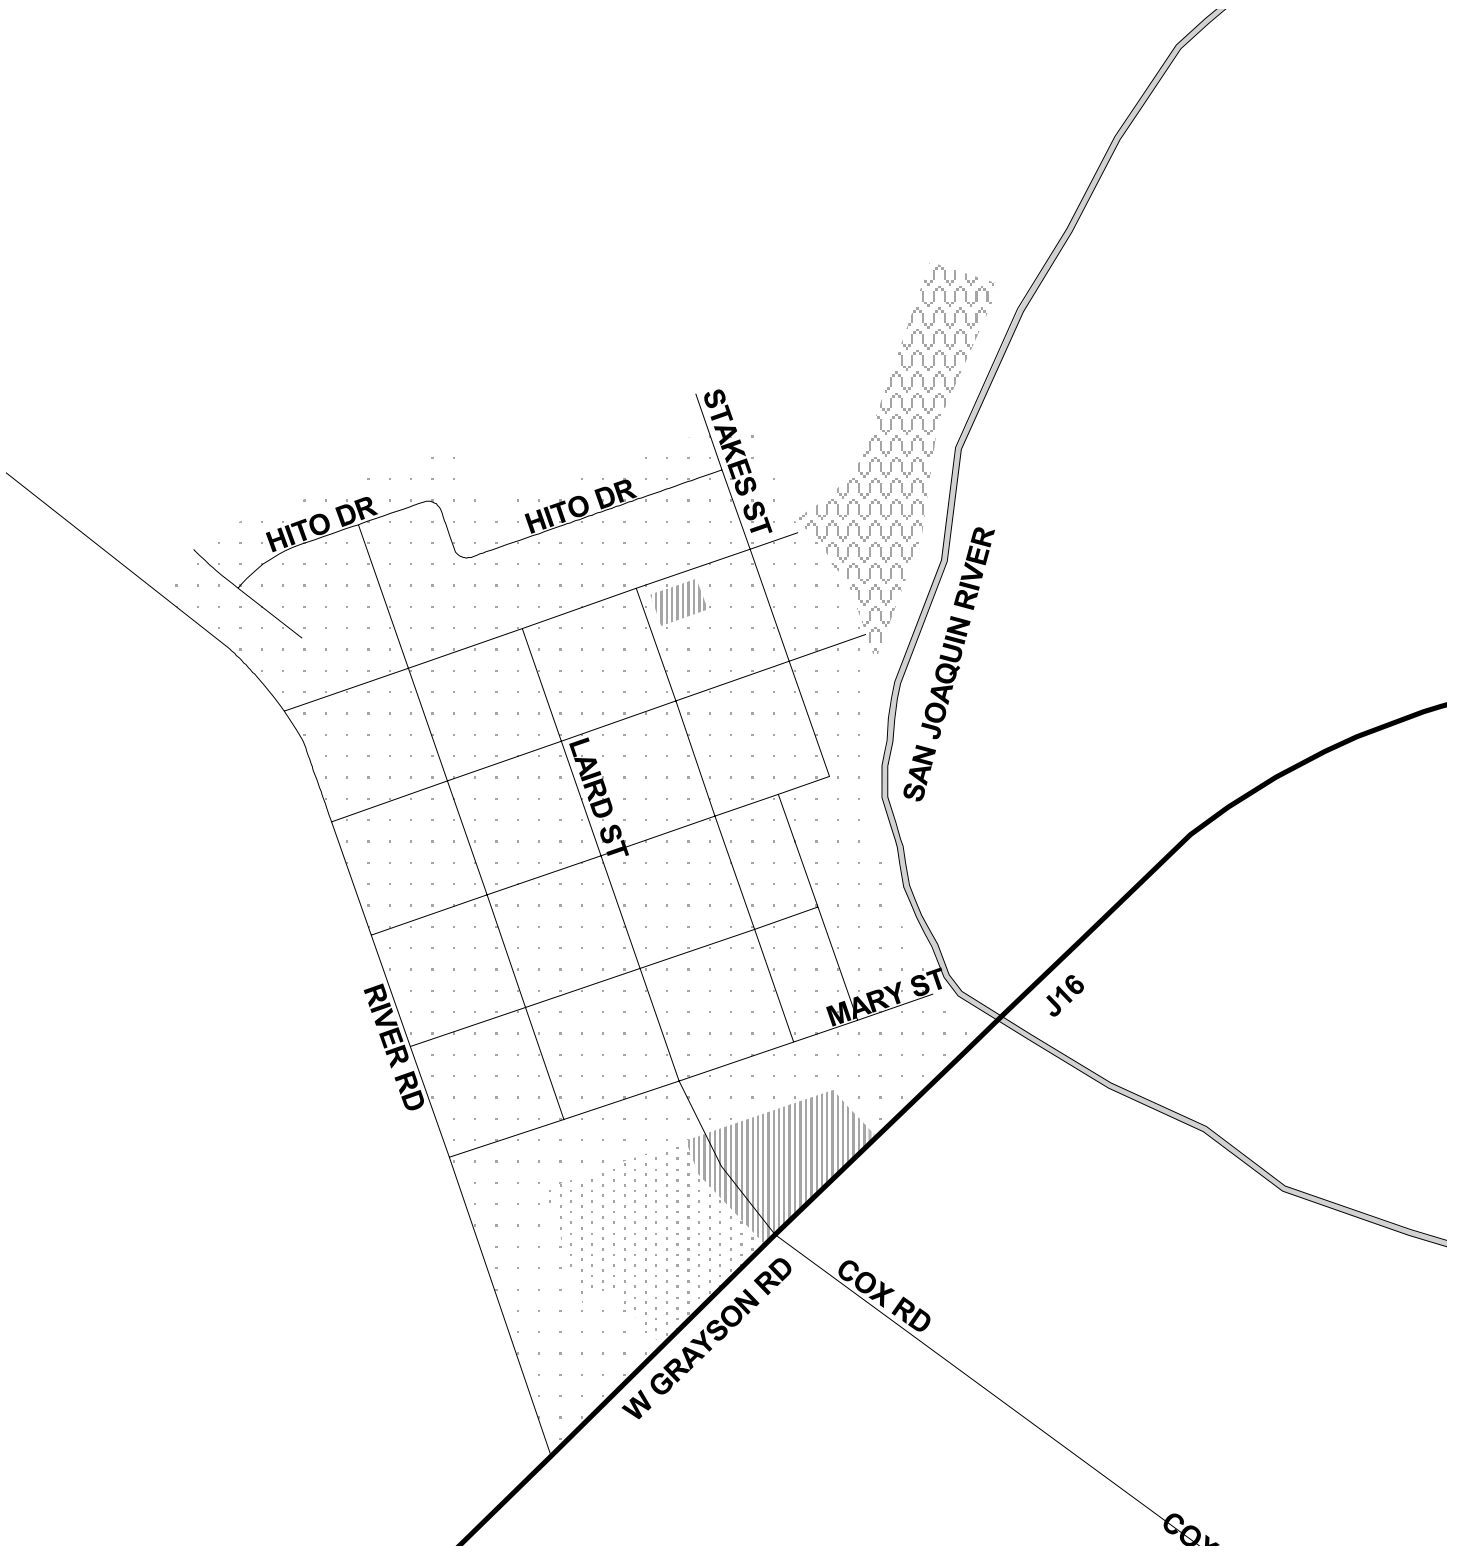 STAKES ST
HITO DR
HITO DR
SAN JOAQUIN RIVER
LAIRD ST
MARY ST
J16
RIVER RD
W GRAYSON RD
COX RD
COX